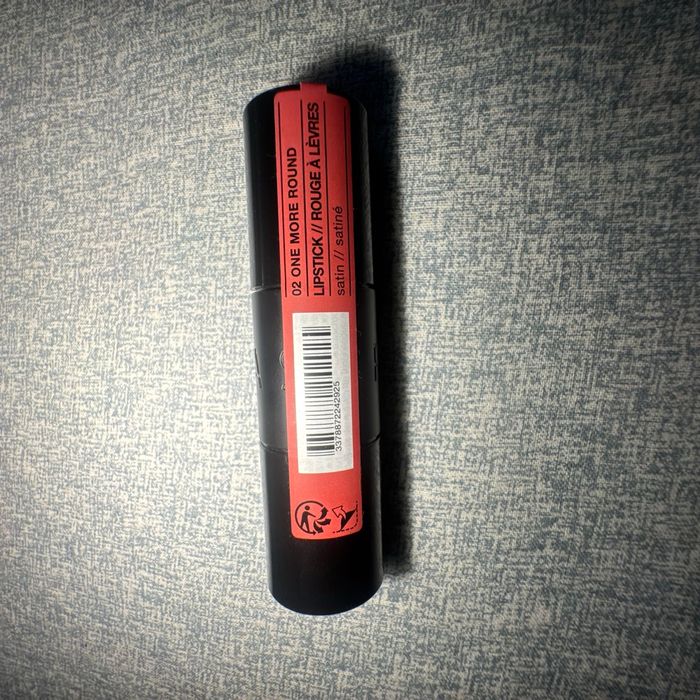 02 ONE MORE ROUND
LIPSTICK // ROUGE À LÈVRES
satin // satiné
3378872242925